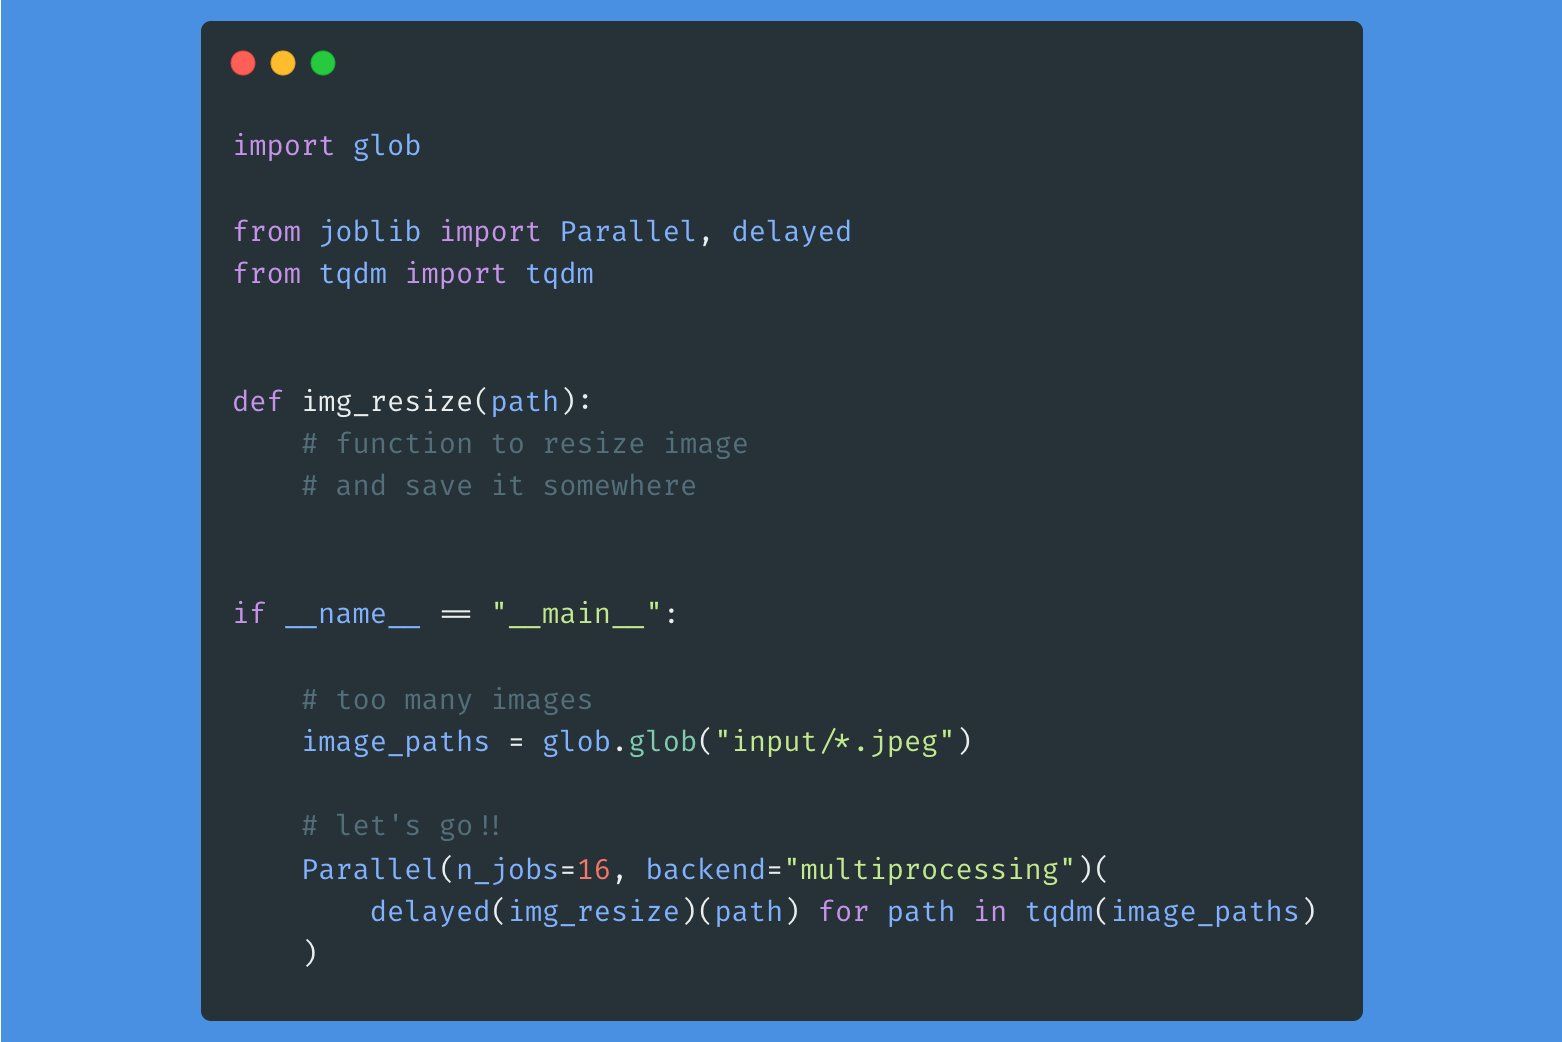 import glob
from joblib import Parallel, delayed
from tqdm import tqdm
def img_resize(path):
    # function to resize image
    # and save it somewhere
if __name__ == "__main__":
    # too many images
    image_paths = glob.glob("input/*.jpeg")
    # let's go!!
    Parallel(n_jobs=16, backend="multiprocessing")(
        delayed(img_resize)(path) for path in tqdm(image_paths)
    )